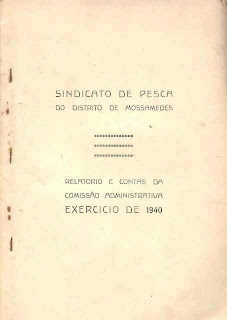 SINDICATO DE PESCA
DO DISTRITO DE MOSSAMEDES
RELATORIO E CONTAS DA
COMISSÃO ADMINISTRATIVA
EXERCICIO DE 1940